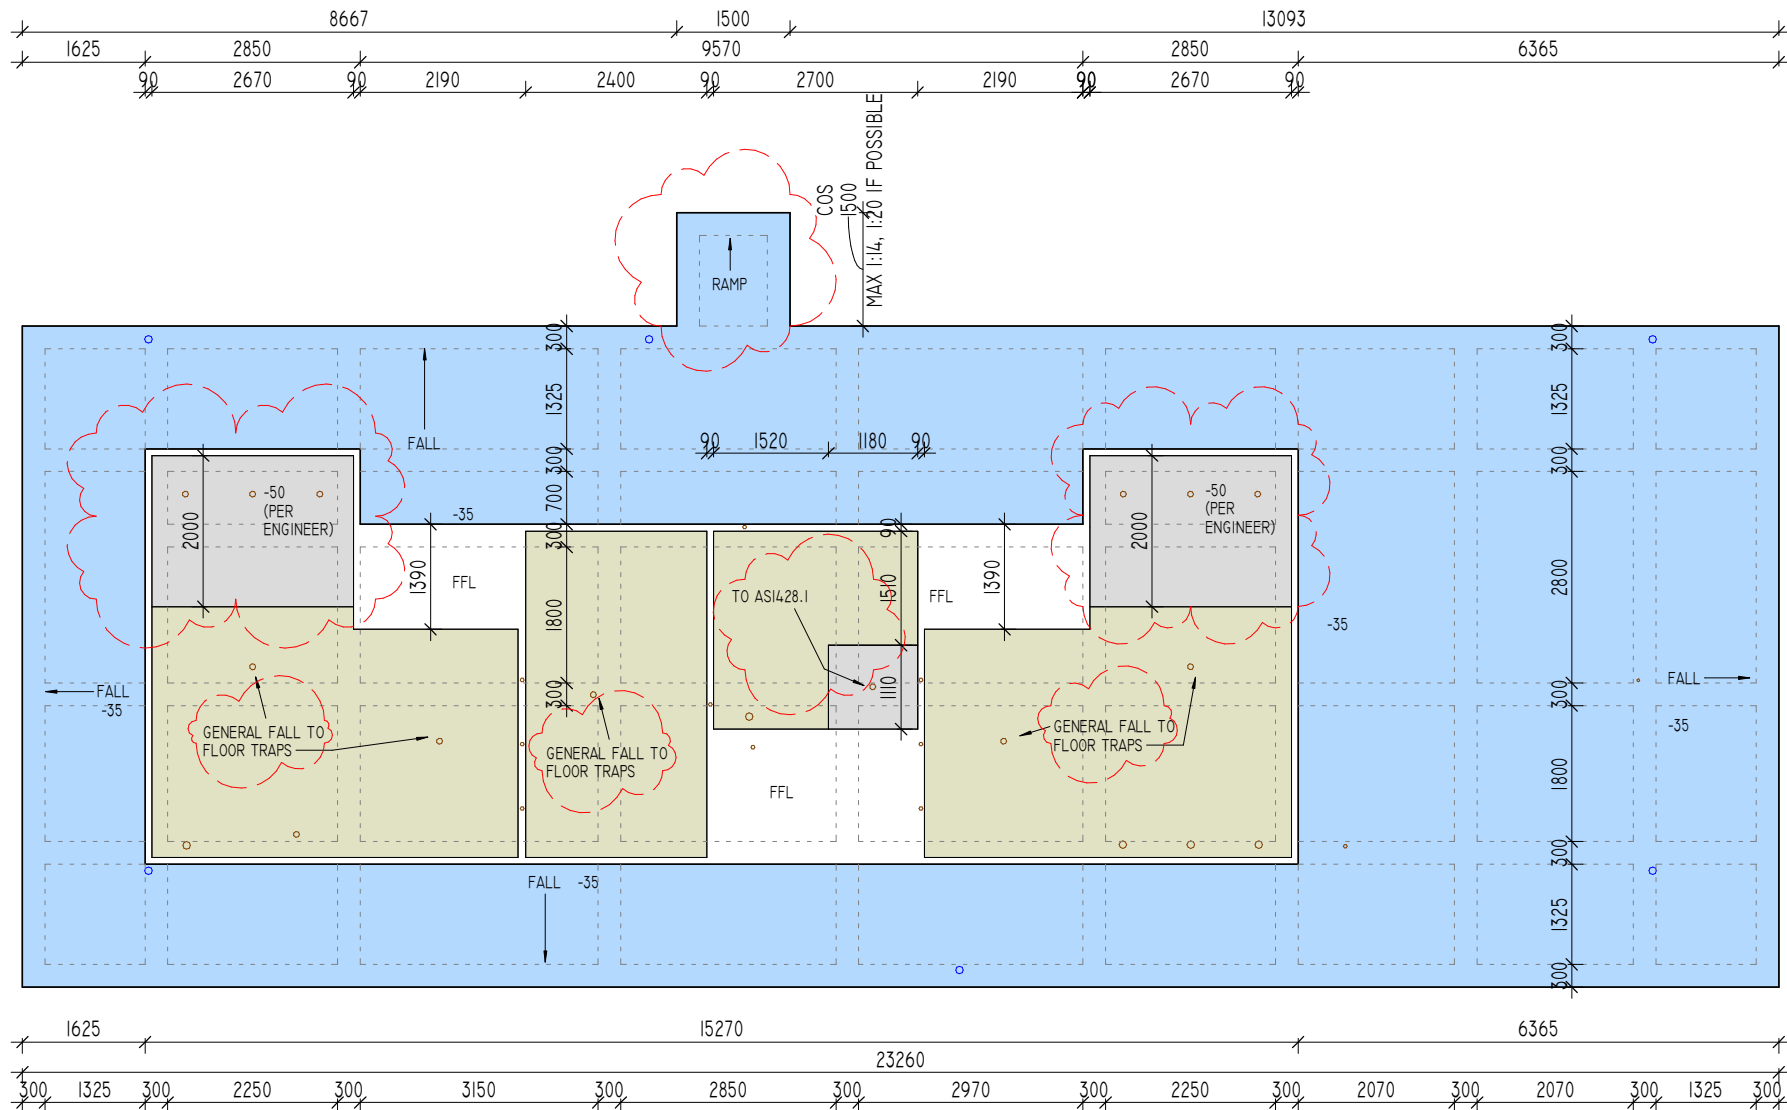 8667 1500 13093
1625 2850 9570 2850 6365
90 2670 90 2190 2400 90 2700 2190 90 90 2670 90
COS
1500
MAX 1:14, 1:20 IF POSSIBLE
RAMP
300
1325
300
700
300
1800
300
FALL
90 1520 1180 90
300
1325
300
2800
300
1800
300
1325
300
2000
-50
(PER
ENGINEER)
-35
1390
FFL
90
1510
1110
TO AS1428.1
FFL
1390
2000
-50
(PER
ENGINEER)
-35
FALL
-35
GENERAL FALL TO
FLOOR TRAPS
GENERAL FALL TO
FLOOR TRAPS
FFL
GENERAL FALL TO
FLOOR TRAPS
FALL
-35
FALL -35
1625 15270 6365
23260
300 1325 300 2250 300 3150 300 2850 300 2970 300 2250 300 2070 300 2070 300 1325 300